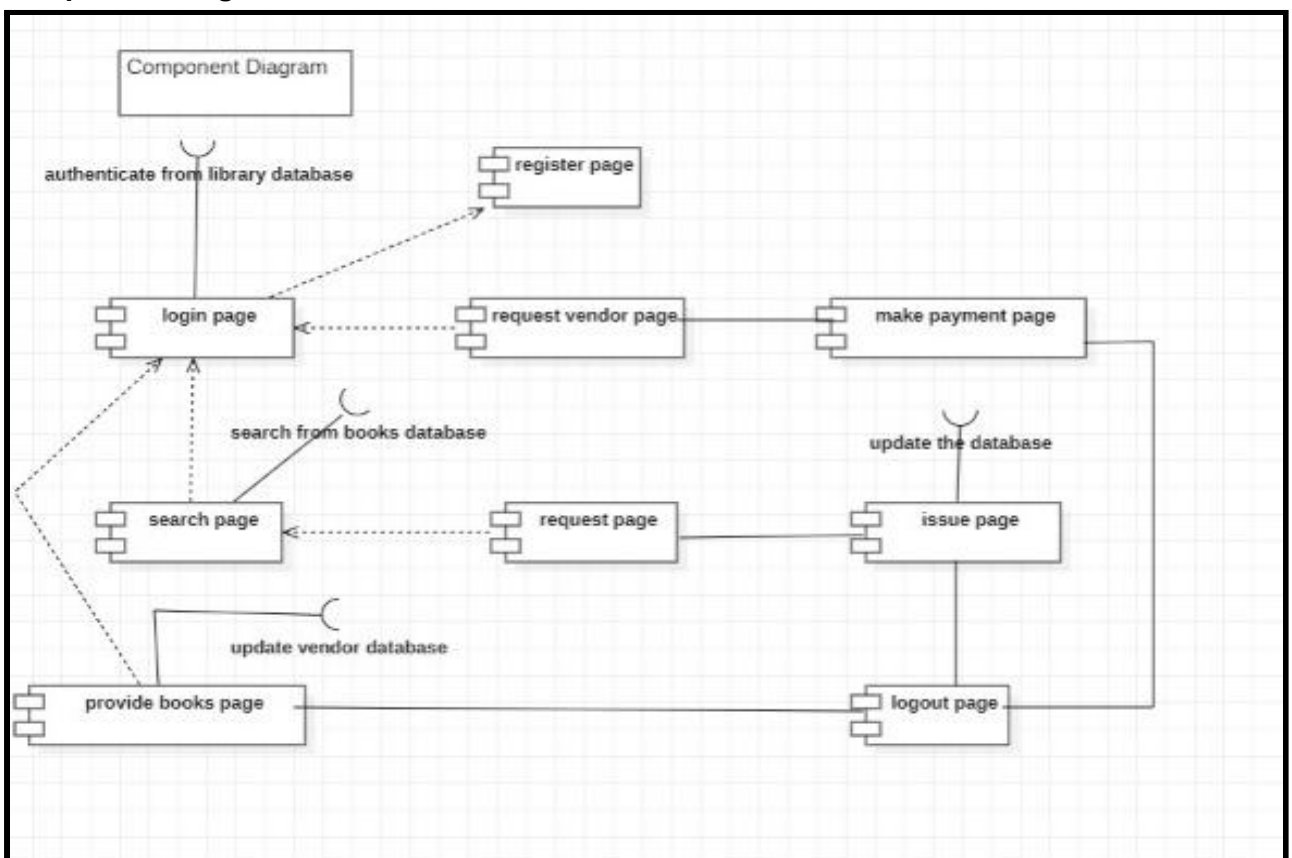 Component Diagram
authenticate from library database
register page
login page
request vendor page
make payment page
search from books database
update the database
search page
request page
issue page
update vendor database
provide books page
logout page